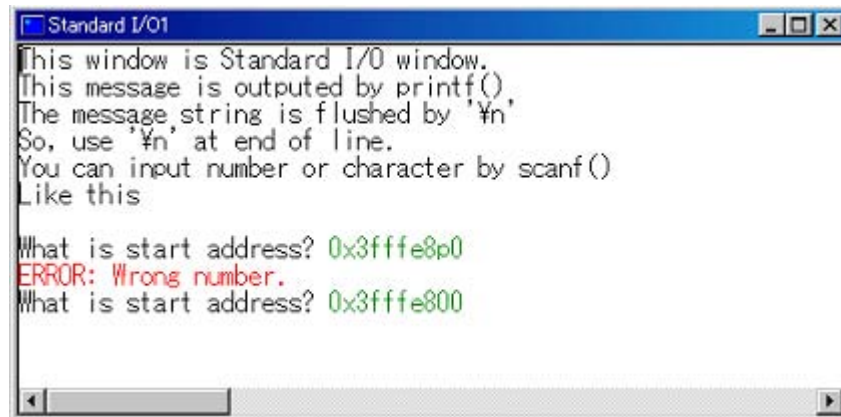 Standard I/O1
This window is Standard I/O window.
This message is outputed by printf()
The message string is flushed by '¥n'
So, use '¥n' at end of line.
You can input number or character by scanf()
Like this
What is start address? 0x3fffe8p0
ERROR: Wrong number.
What is start address? 0x3fffe800